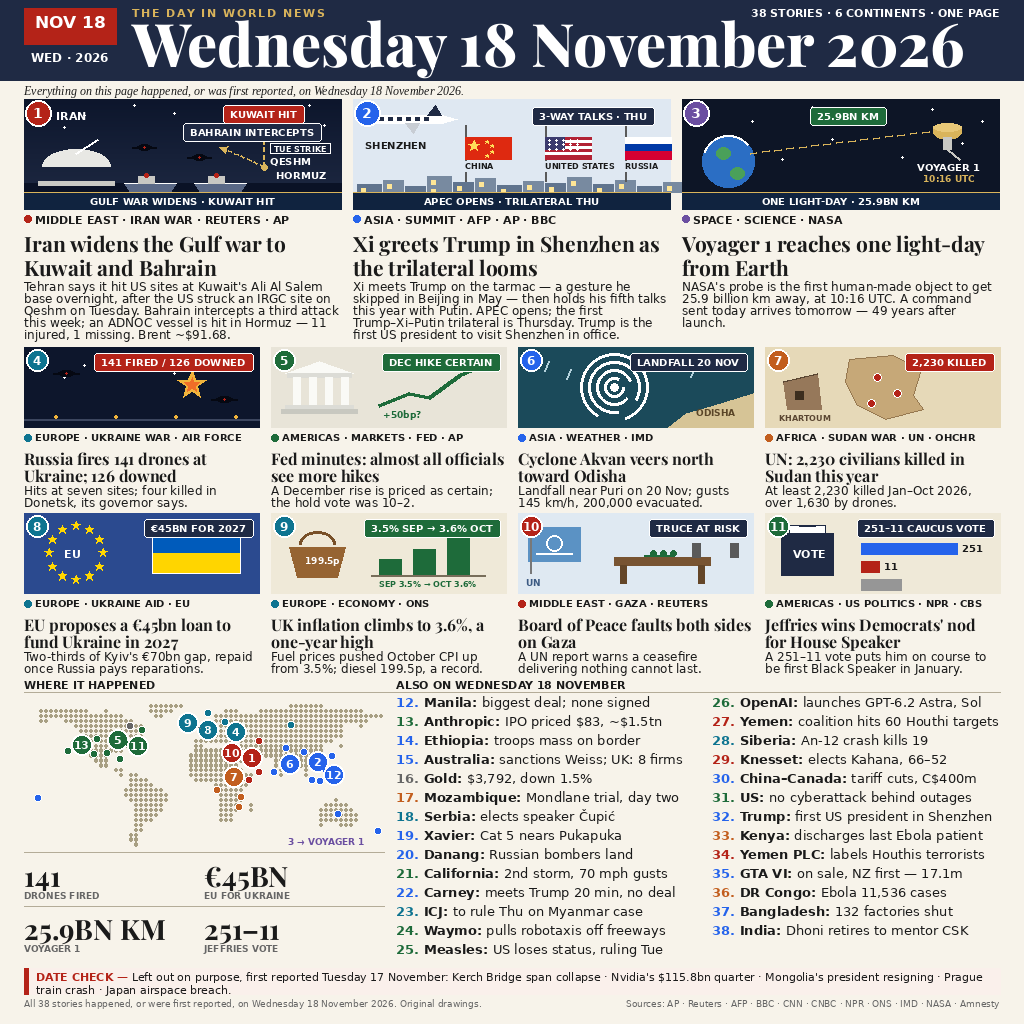 NOV 18
WED · 2026
THE DAY IN WORLD NEWS
38 STORIES · 6 CONTINENTS · ONE PAGE
Wednesday 18 November 2026
Everything on this page happened, or was first reported, on Wednesday 18 November 2026.
1
IRAN
KUWAIT HIT
BAHRAIN INTERCEPTS
TUE STRIKE
QESHM
HORMUZ
GULF WAR WIDENS · KUWAIT HIT
MIDDLE EAST · IRAN WAR · REUTERS · AP
Iran widens the Gulf war to
Kuwait and Bahrain
Tehran says it hit US sites at Kuwait's Ali Al Salem
base overnight, after the US struck an IRGC site on
Qeshm on Tuesday. Bahrain intercepts a third attack
this week; an ADNOC vessel is hit in Hormuz — 11
injured, 1 missing. Brent ~$91.68.
2
SHENZHEN
3-WAY TALKS · THU
CHINA
UNITED STATES
RUSSIA
APEC OPENS · TRILATERAL THU
ASIA · SUMMIT · AFP · AP · BBC
Xi greets Trump in Shenzhen as
the trilateral looms
Xi meets Trump on the tarmac — a gesture he
skipped in Beijing in May — then holds his fifth talks
this year with Putin. APEC opens; the first
Trump–Xi–Putin trilateral is Thursday. Trump is the
first US president to visit Shenzhen in office.
3
25.9BN KM
VOYAGER 1
10:16 UTC
ONE LIGHT-DAY · 25.9BN KM
SPACE · SCIENCE · NASA
Voyager 1 reaches one light-day
from Earth
NASA's probe is the first human-made object to get
25.9 billion km away, at 10:16 UTC. A command
sent today arrives tomorrow — 49 years after
launch.
4
141 FIRED / 126 DOWNED
EUROPE · UKRAINE WAR · AIR FORCE
Russia fires 141 drones at
Ukraine; 126 downed
Hits at seven sites; four killed in
Donetsk, its governor says.
5
DEC HIKE CERTAIN
+50bp?
AMERICAS · MARKETS · FED · AP
Fed minutes: almost all officials
see more hikes
A December rise is priced as certain;
the hold vote was 10–2.
6
LANDFALL 20 NOV
ODISHA
ASIA · WEATHER · IMD
Cyclone Akvan veers north
toward Odisha
Landfall near Puri on 20 Nov; gusts
145 km/h, 200,000 evacuated.
7
2,230 KILLED
KHARTOUM
AFRICA · SUDAN WAR · UN · OHCHR
UN: 2,230 civilians killed in
Sudan this year
At least 2,230 killed Jan–Oct 2026,
over 1,630 by drones.
8
EU
€45BN FOR 2027
EUROPE · UKRAINE AID · EU
EU proposes a €45bn loan to
fund Ukraine in 2027
Two-thirds of Kyiv's €70bn gap, repaid
once Russia pays reparations.
9
199.5p
3.5% SEP → 3.6% OCT
SEP 3.5% → OCT 3.6%
EUROPE · ECONOMY · ONS
UK inflation climbs to 3.6%, a
one-year high
Fuel prices pushed October CPI up
from 3.5%; diesel 199.5p, a record.
10
UN
TRUCE AT RISK
MIDDLE EAST · GAZA · REUTERS
Board of Peace faults both sides
on Gaza
A UN report warns a ceasefire
delivering nothing cannot last.
11
VOTE
251–11 CAUCUS VOTE
251
11
AMERICAS · US POLITICS · NPR · CBS
Jeffries wins Democrats' nod
for House Speaker
A 251–11 vote puts him on course to
be first Black Speaker in January.
WHERE IT HAPPENED
13
5
11
9
8
4
10
1
7
6
2
12
3 → VOYAGER 1
141
DRONES FIRED
€45BN
EU FOR UKRAINE
25.9BN KM
VOYAGER 1
251–11
JEFFRIES VOTE
ALSO ON WEDNESDAY 18 NOVEMBER
12. Manila: biggest deal; none signed
13. Anthropic: IPO priced $83, ~$1.5tn
14. Ethiopia: troops mass on border
15. Australia: sanctions Weiss; UK: 8 firms
16. Gold: $3,792, down 1.5%
17. Mozambique: Mondlane trial, day two
18. Serbia: elects speaker Čupić
19. Xavier: Cat 5 nears Pukapuka
20. Danang: Russian bombers land
21. California: 2nd storm, 70 mph gusts
22. Carney: meets Trump 20 min, no deal
23. ICJ: to rule Thu on Myanmar case
24. Waymo: pulls robotaxis off freeways
25. Measles: US loses status, ruling Tue
26. OpenAI: launches GPT-6.2 Astra, Sol
27. Yemen: coalition hits 60 Houthi targets
28. Siberia: An-12 crash kills 19
29. Knesset: elects Kahana, 66–52
30. China–Canada: tariff cuts, C$400m
31. US: no cyberattack behind outages
32. Trump: first US president in Shenzhen
33. Kenya: discharges last Ebola patient
34. Yemen PLC: labels Houthis terrorists
35. GTA VI: on sale, NZ first — 17.1m
36. DR Congo: Ebola 11,536 cases
37. Bangladesh: 132 factories shut
38. India: Dhoni retires to mentor CSK
DATE CHECK — Left out on purpose, first reported Tuesday 17 November: Kerch Bridge span collapse · Nvidia's $115.8bn quarter · Mongolia's president resigning · Prague
train crash · Japan airspace breach.
All 38 stories happened, or were first reported, on Wednesday 18 November 2026. Original drawings.
Sources: AP · Reuters · AFP · BBC · CNN · CNBC · NPR · ONS · IMD · NASA · Amnesty